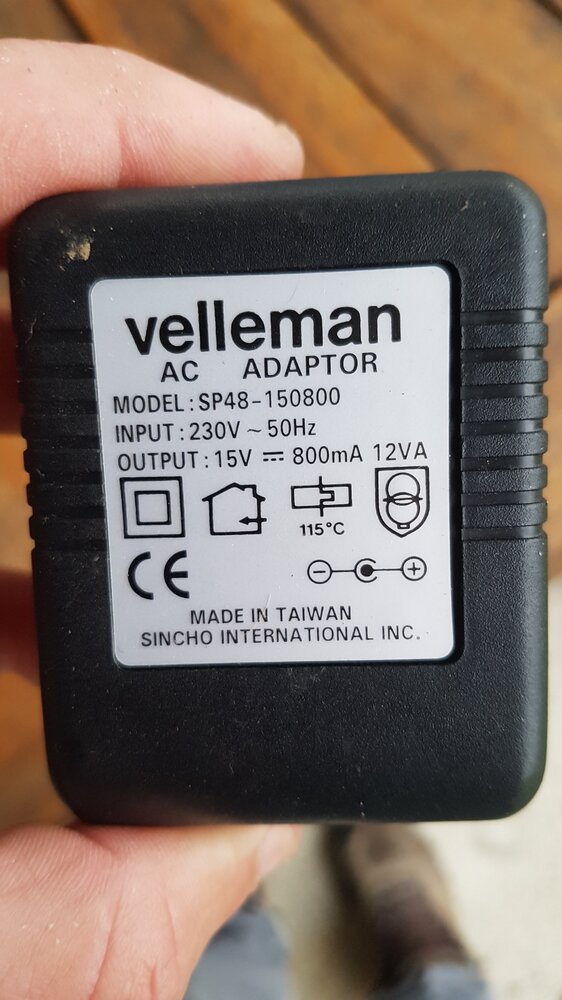 velleman
AC ADAPTOR
MODEL : SP48-150800
INPUT : 230V ~ 50Hz
OUTPUT : 15V ⎓ 800mA 12VA
115°C
CE
MADE IN TAIWAN
SINCHO INTERNATIONAL INC.